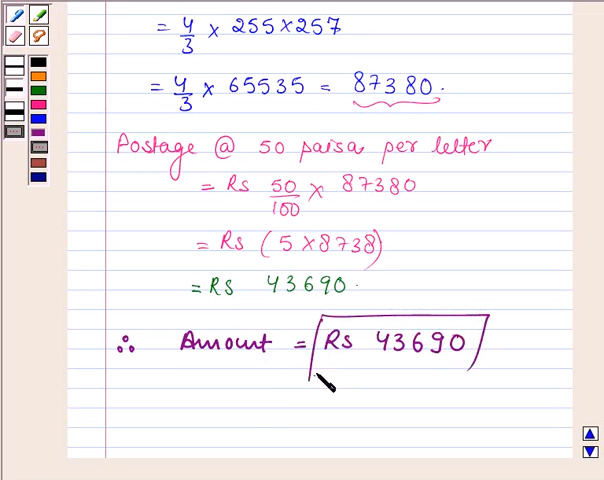 = 4/3 × 255 × 257
= 4/3 × 65535 = 87380.
Postage @ 50 paisa per letter
= Rs 50/100 × 87380
= Rs (5 × 8738)
= Rs 43690.
∴ Amount = Rs 43690